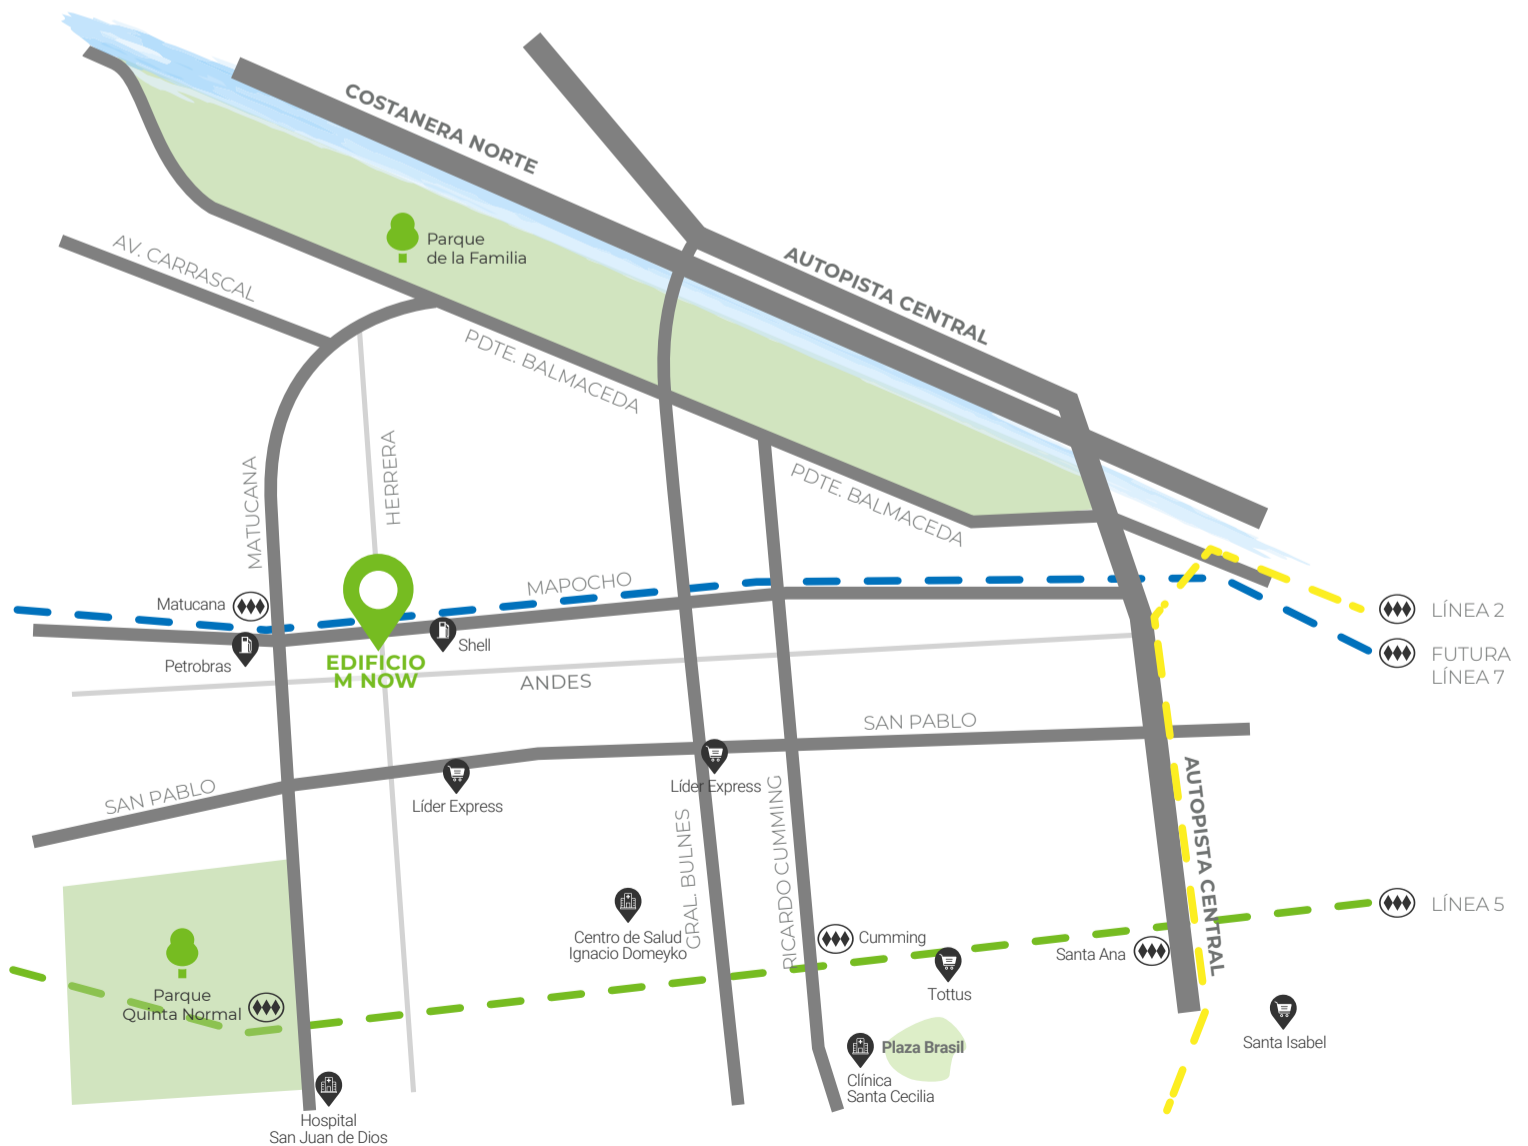 COSTANERA NORTE
AUTOPISTA CENTRAL
Parque
de la Familia
AV. CARRASCAL
PDTE. BALMACEDA
PDTE. BALMACEDA
MATUCANA
HERRERA
MAPOCHO
Matucana
Petrobras
Shell
EDIFICIO
M NOW
ANDES
LÍNEA 2
FUTURA
LÍNEA 7
SAN PABLO
SAN PABLO
Líder Express
Líder Express
GRAL. BULNES
RICARDO CUMMING
AUTOPISTA CENTRAL
LÍNEA 5
Centro de Salud
Ignacio Domeyko
Cumming
Santa Ana
Tottus
Parque
Quinta Normal
Plaza Brasil
Clínica
Santa Cecilia
Santa Isabel
Hospital
San Juan de Dios